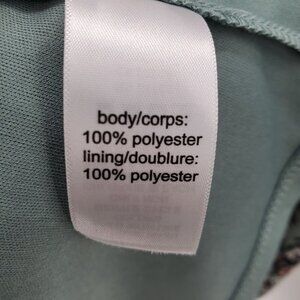 body/corps:
100% polyester
lining/doublure:
100% polyester